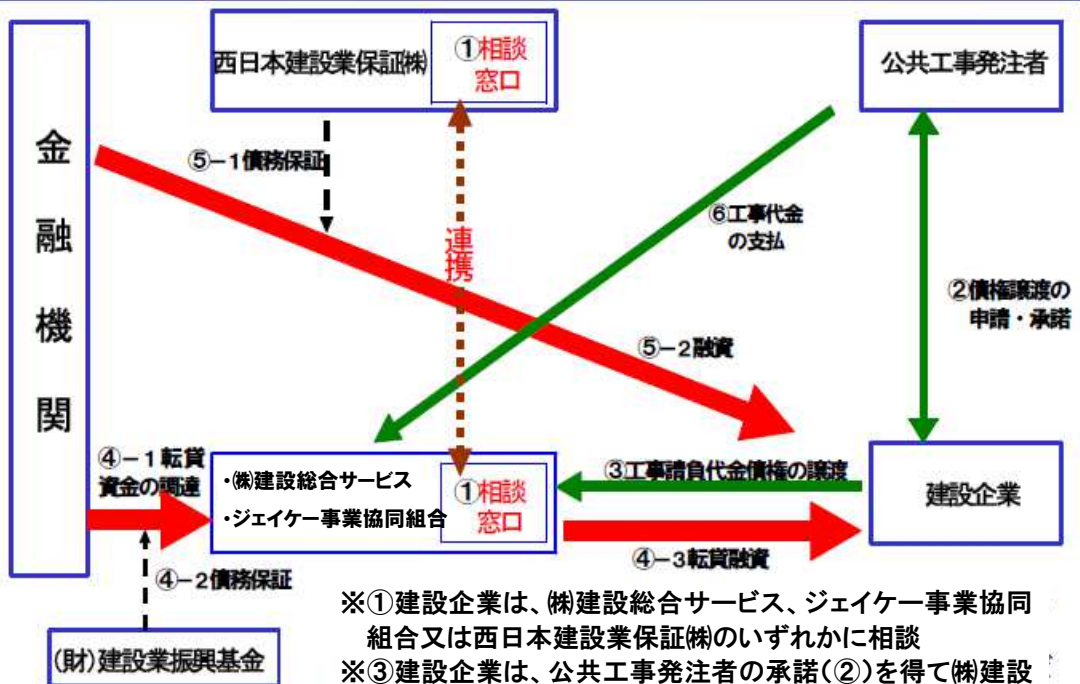 金融機関
西日本建設業保証㈱
①相談
窓口
公共工事発注者
⑤－1債務保証
連携
⑥工事代金
の支払
②債権譲渡の
申請・承諾
⑤－2融資
④－1転貸
資金の調達
・㈱建設総合サービス
・ジェイケー事業協同組合
①相談
窓口
③工事請負代金債権の譲渡
建設企業
④－3転貸融資
④－2債務保証
(財)建設業振興基金
※①建設企業は、㈱建設総合サービス、ジェイケー事業協同
組合又は西日本建設業保証㈱のいずれかに相談
※③建設企業は、公共工事発注者の承諾(②)を得て㈱建設